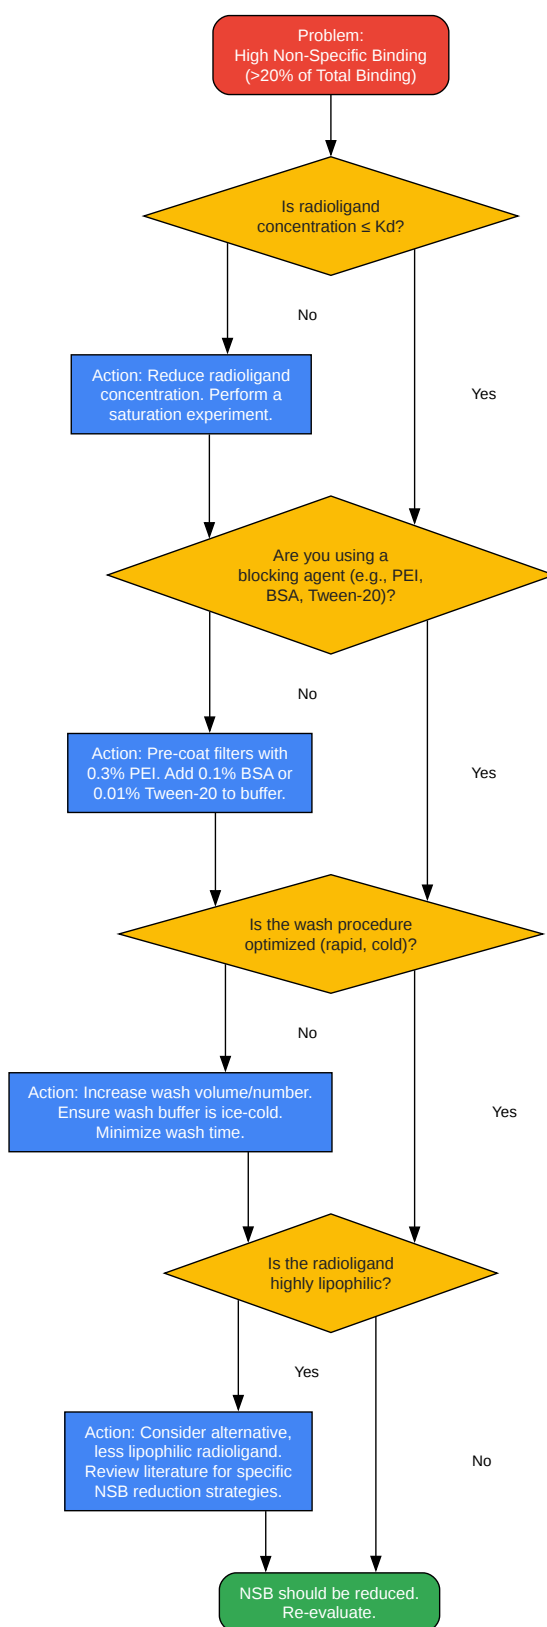 Problem:
High Non-Specific Binding
(>20% of Total Binding)
Is radioligand
concentration ≤ Kd?
No
Action: Reduce radioligand
concentration. Perform a
saturation experiment.
Yes
Are you using a
blocking agent (e.g., PEI,
BSA, Tween-20)?
No
Action: Pre-coat filters with
0.3% PEI. Add 0.1% BSA or
0.01% Tween-20 to buffer.
Yes
Is the wash procedure
optimized (rapid, cold)?
No
Action: Increase wash volume/number.
Ensure wash buffer is ice-cold.
Minimize wash time.
Yes
Is the radioligand
highly lipophilic?
Yes
Action: Consider alternative,
less lipophilic radioligand.
Review literature for specific
NSB reduction strategies.
No
NSB should be reduced.
Re-evaluate.